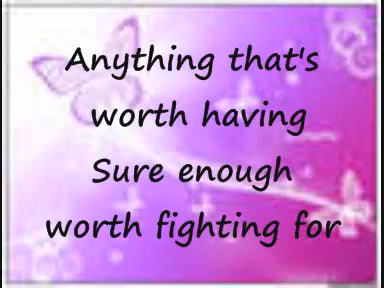 Anything that's
worth having
Sure enough
worth fighting for